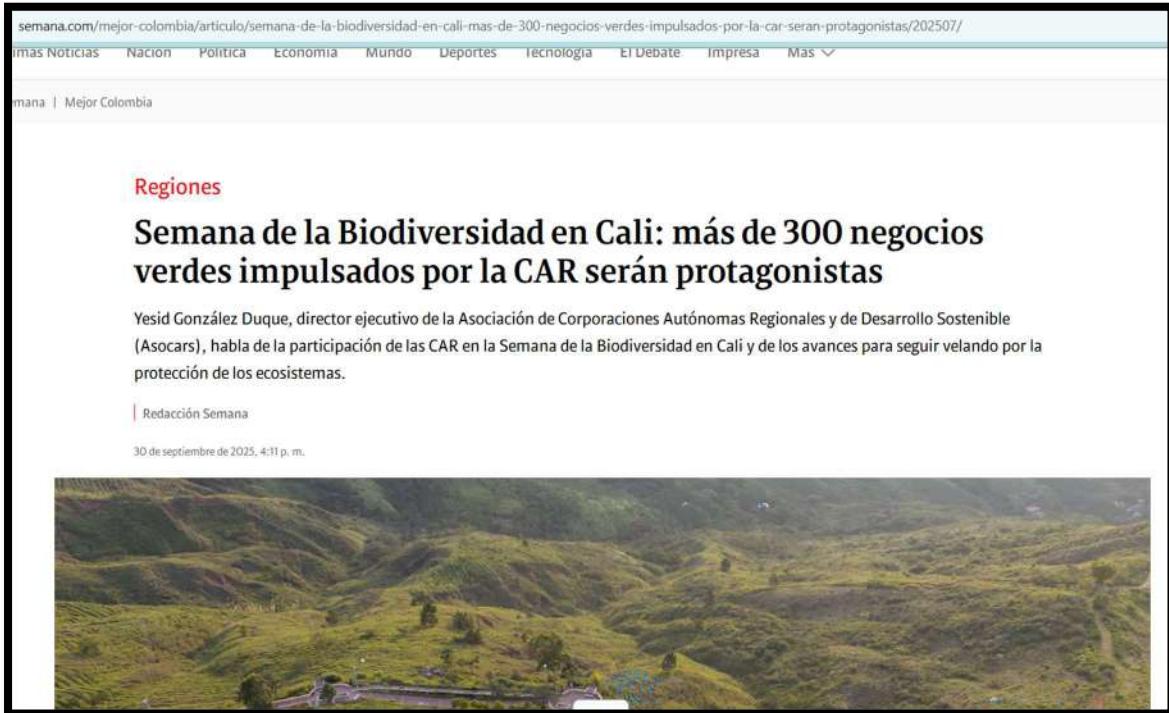 semana.com/mejor-colombia/articulo/semana-de-la-biodiversidad-en-cali-mas-de-300-negocios-verdes-impulsados-por-la-car-seran-protagonistas/202507/
imas Noticias Nación Política Economía Mundo Deportes Tecnología El Debate Impresa Más
mana | Mejor Colombia
Regiones
Semana de la Biodiversidad en Cali: más de 300 negocios
verdes impulsados por la CAR serán protagonistas
Yesid González Duque, director ejecutivo de la Asociación de Corporaciones Autónomas Regionales y de Desarrollo Sostenible
(Asocars), habla de la participación de las CAR en la Semana de la Biodiversidad en Cali y de los avances para seguir velando por la
protección de los ecosistemas.
Redacción Semana
30 de septiembre de 2025, 4:11 p. m.